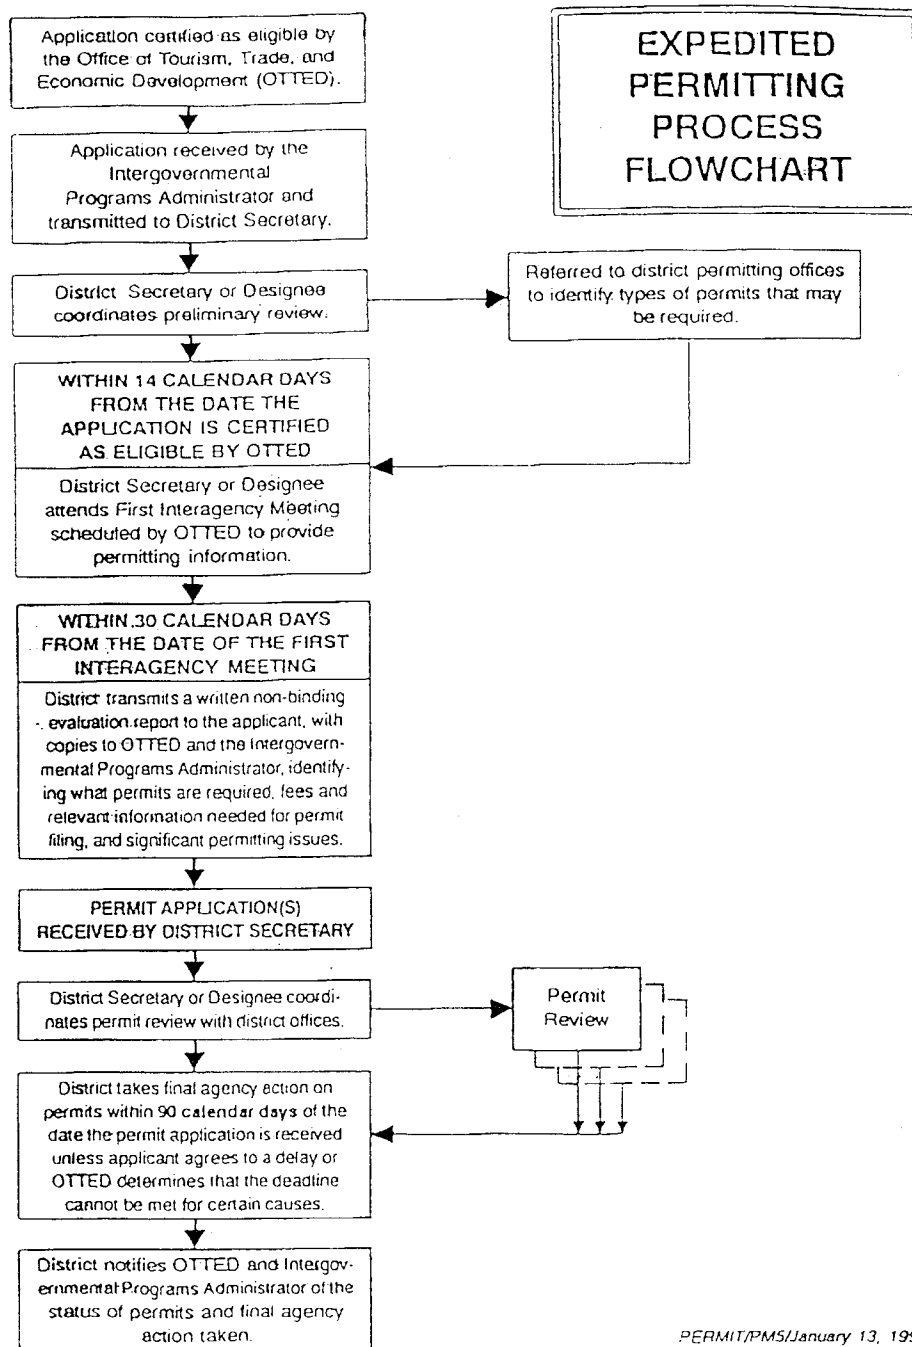 EXPEDITED
PERMITTING
PROCESS
FLOWCHART
Application certified as eligible by
the Office of Tourism, Trade, and
Economic Development (OTTED).
Application received by the
Intergovernmental
Programs Administrator and
transmitted to District Secretary.
District Secretary or Designee
coordinates preliminary review.
Referred to district permitting offices
to identify types of permits that may
be required.
WITHIN 14 CALENDAR DAYS
FROM THE DATE THE
APPLICATION IS CERTIFIED
AS ELIGIBLE BY OTTED
District Secretary or Designee
attends First Interagency Meeting
scheduled by OTTED to provide
permitting information.
WITHIN 30 CALENDAR DAYS
FROM THE DATE OF THE FIRST
INTERAGENCY MEETING
District transmits a written non-binding
evaluation report to the applicant, with
copies to OTTED and the Intergovern-
mental Programs Administrator, identify-
ing what permits are required, fees and
relevant information needed for permit
filing, and significant permitting issues.
PERMIT APPLICATION(S)
RECEIVED BY DISTRICT SECRETARY
District Secretary or Designee coordi-
nates permit review with district offices.
Permit
Review
District takes final agency action on
permits within 90 calendar days of the
date the permit application is received
unless applicant agrees to a delay or
OTTED determines that the deadline
cannot be met for certain causes.
District notifies OTTED and Intergov-
ernmental Programs Administrator of the
status of permits and final agency
action taken.
PERMIT/PM5/January 13, 199